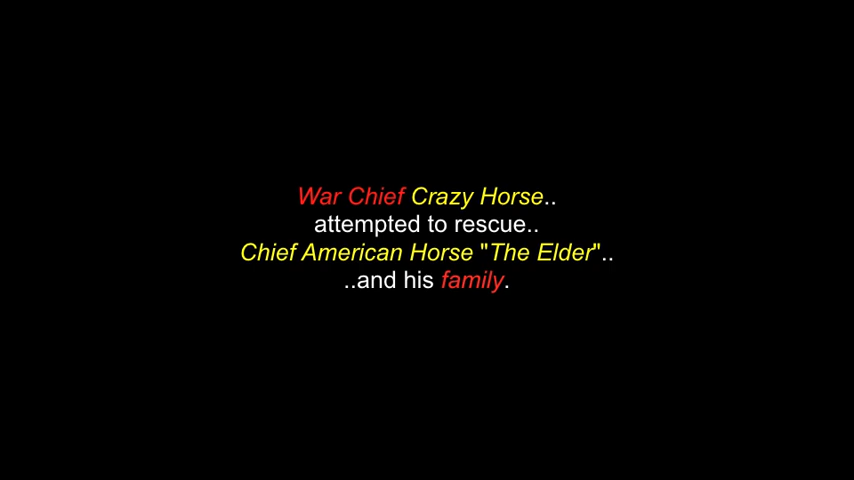 War Chief Crazy Horse..
attempted to rescue..
Chief American Horse "The Elder"..
..and his family.